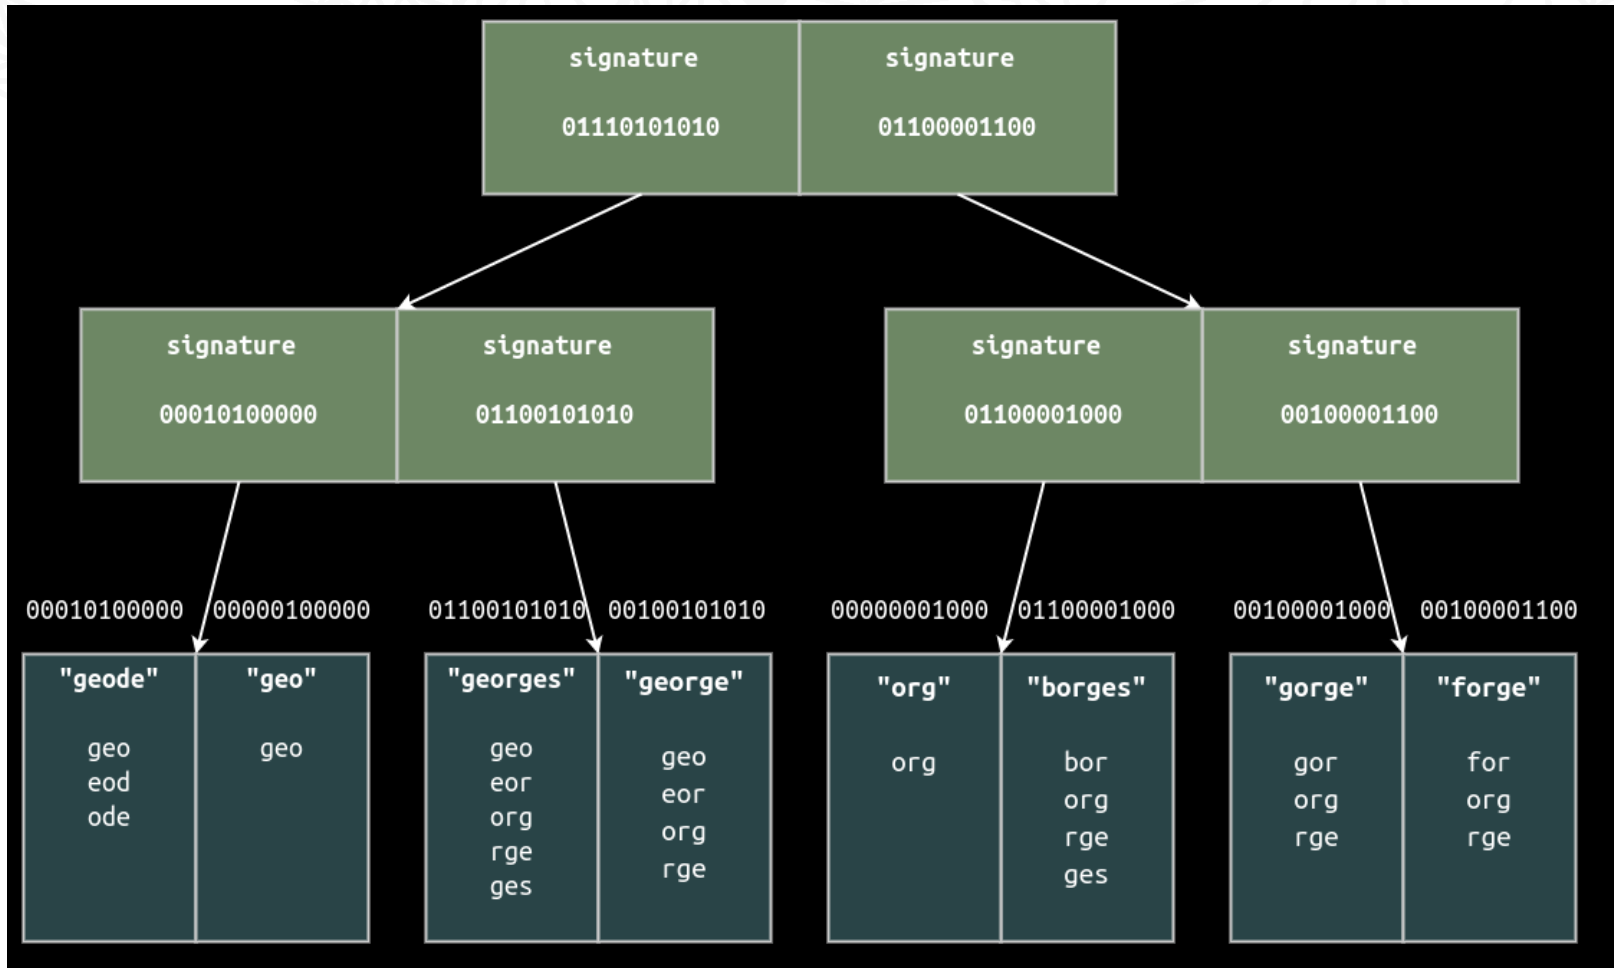 signature
01110101010
signature
01100001100
signature
00010100000
signature
01100101010
signature
01100001000
signature
00100001100
00010100000
00000100000
01100101010
00100101010
00000001000
01100001000
00100001000
00100001100
"geode"
geo
eod
ode
"geo"
geo
"georges"
geo
eor
org
rge
ges
"george"
geo
eor
org
rge
"org"
org
"borges"
bor
org
rge
ges
"gorge"
gor
org
rge
"forge"
for
org
rge